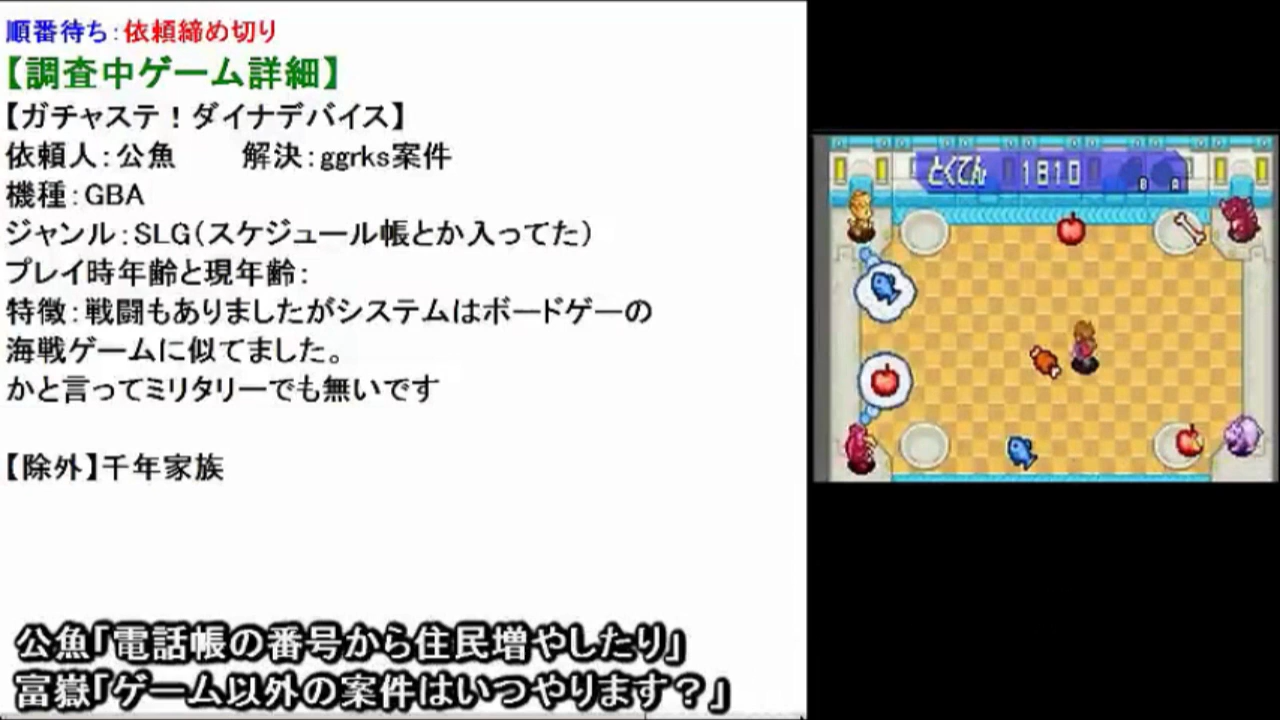 順番待ち:依頼締め切り
【調査中ゲーム詳細】
【ガチャステ！ダイナデバイス】
依頼人:公魚　　解決:ggrks案件
機種:GBA
ジャンル:SLG(スケジュール帳とか入ってた)
プレイ時年齢と現年齢:
特徴:戦闘もありましたがシステムはボードゲーの
海戦ゲームに似てました。
かと言ってミリタリーでも無いです
【除外】千年家族
公魚「電話帳の番号から住民増やしたり」
富嶽「ゲーム以外の案件はいつやります？」
とくてん 1810
B A